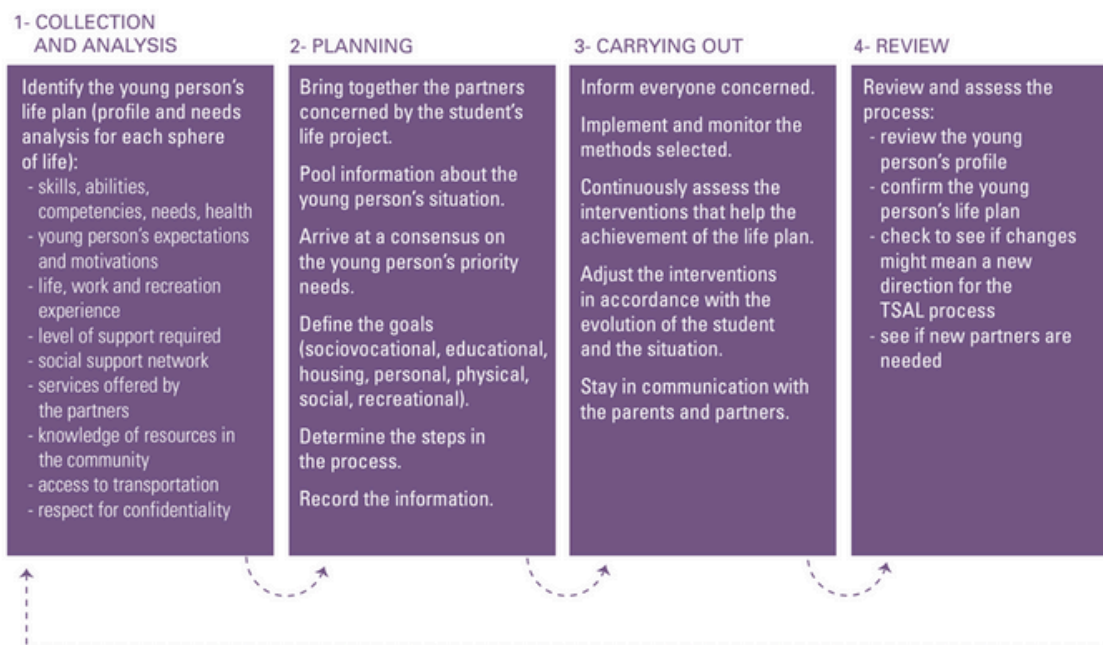 1- COLLECTION
AND ANALYSIS
Identify the young person's
life plan (profile and needs
analysis for each sphere
of life):
- skills, abilities,
competencies, needs, health
- young person's expectations
and motivations
- life, work and recreation
experience
- level of support required
- social support network
- services offered by
the partners
- knowledge of resources in
the community
- access to transportation
- respect for confidentiality
2- PLANNING
Bring together the partners
concerned by the student's
life project.
Pool information about the
young person's situation.
Arrive at a consensus on
the young person's priority
needs.
Define the goals
(sociovocational, educational,
housing, personal, physical,
social, recreational).
Determine the steps in
the process.
Record the information.
3- CARRYING OUT
Inform everyone concerned.
Implement and monitor the
methods selected.
Continuously assess the
interventions that help the
achievement of the life plan.
Adjust the interventions
in accordance with the
evolution of the student
and the situation.
Stay in communication with
the parents and partners.
4- REVIEW
Review and assess the
process:
- review the young
person's profile
- confirm the young
person's life plan
- check to see if changes
might mean a new
direction for the
TSAL process
- see if new partners are
needed